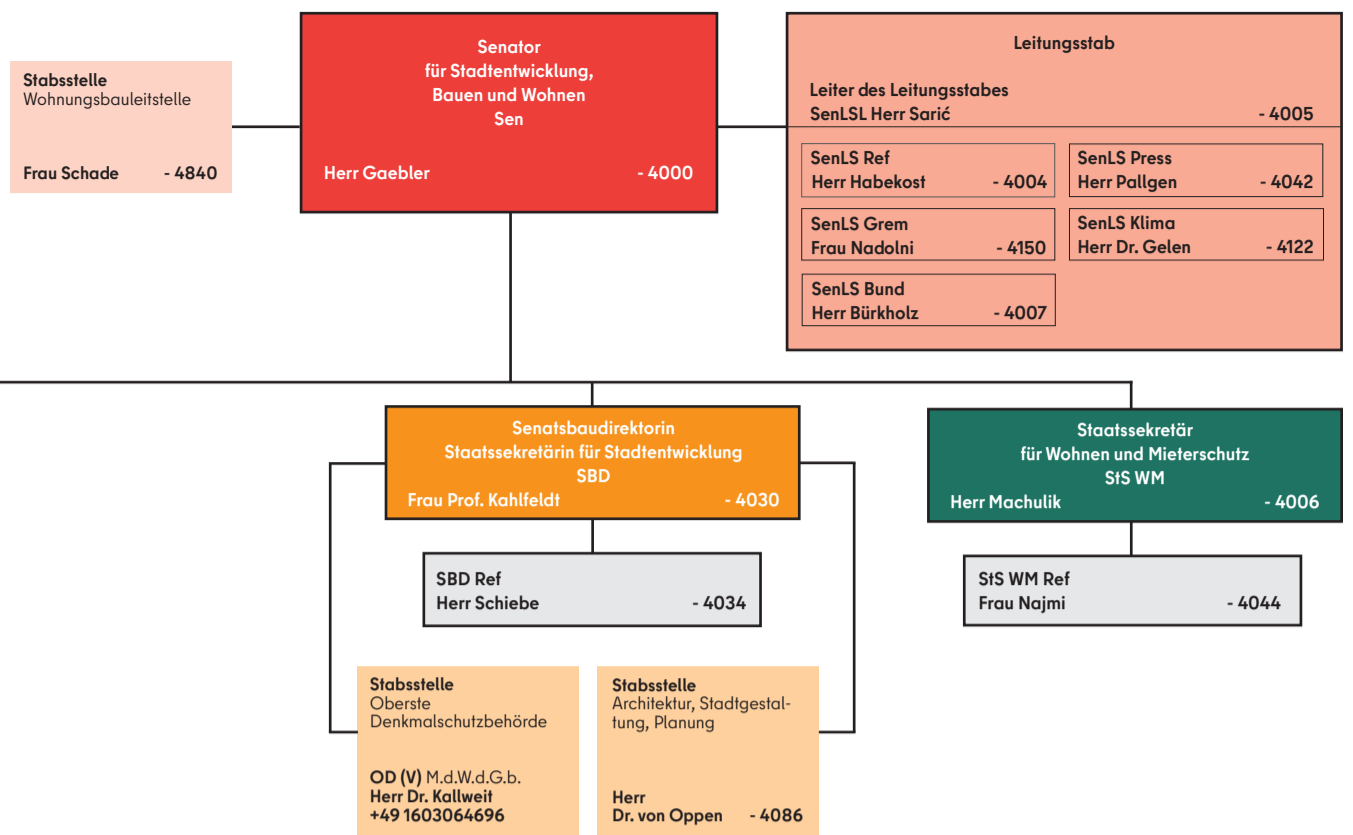 Stabsstelle
Wohnungsbauleitstelle
Frau Schade - 4840
Senator
für Stadtentwicklung,
Bauen und Wohnen
Sen
Herr Gaebler - 4000
Leitungsstab
Leiter des Leitungsstabes
SenLSL Herr Sarić - 4005
SenLS Ref
Herr Habekost - 4004
SenLS Press
Herr Pallgen - 4042
SenLS Grem
Frau Nadolni - 4150
SenLS Klima
Herr Dr. Gelen - 4122
SenLS Bund
Herr Bürkholz - 4007
Senatsbaudirektorin
Staatssekretärin für Stadtentwicklung
SBD
Frau Prof. Kahlfeldt - 4030
Staatssekretär
für Wohnen und Mieterschutz
StS WM
Herr Machulik - 4006
SBD Ref
Herr Schiebe - 4034
StS WM Ref
Frau Najmi - 4044
Stabsstelle
Oberste
Denkmalschutzbehörde
OD (V) M.d.W.d.G.b.
Herr Dr. Kallweit
+49 1603064696
Stabsstelle
Architektur, Stadtgestal-
tung, Planung
Herr
Dr. von Oppen - 4086